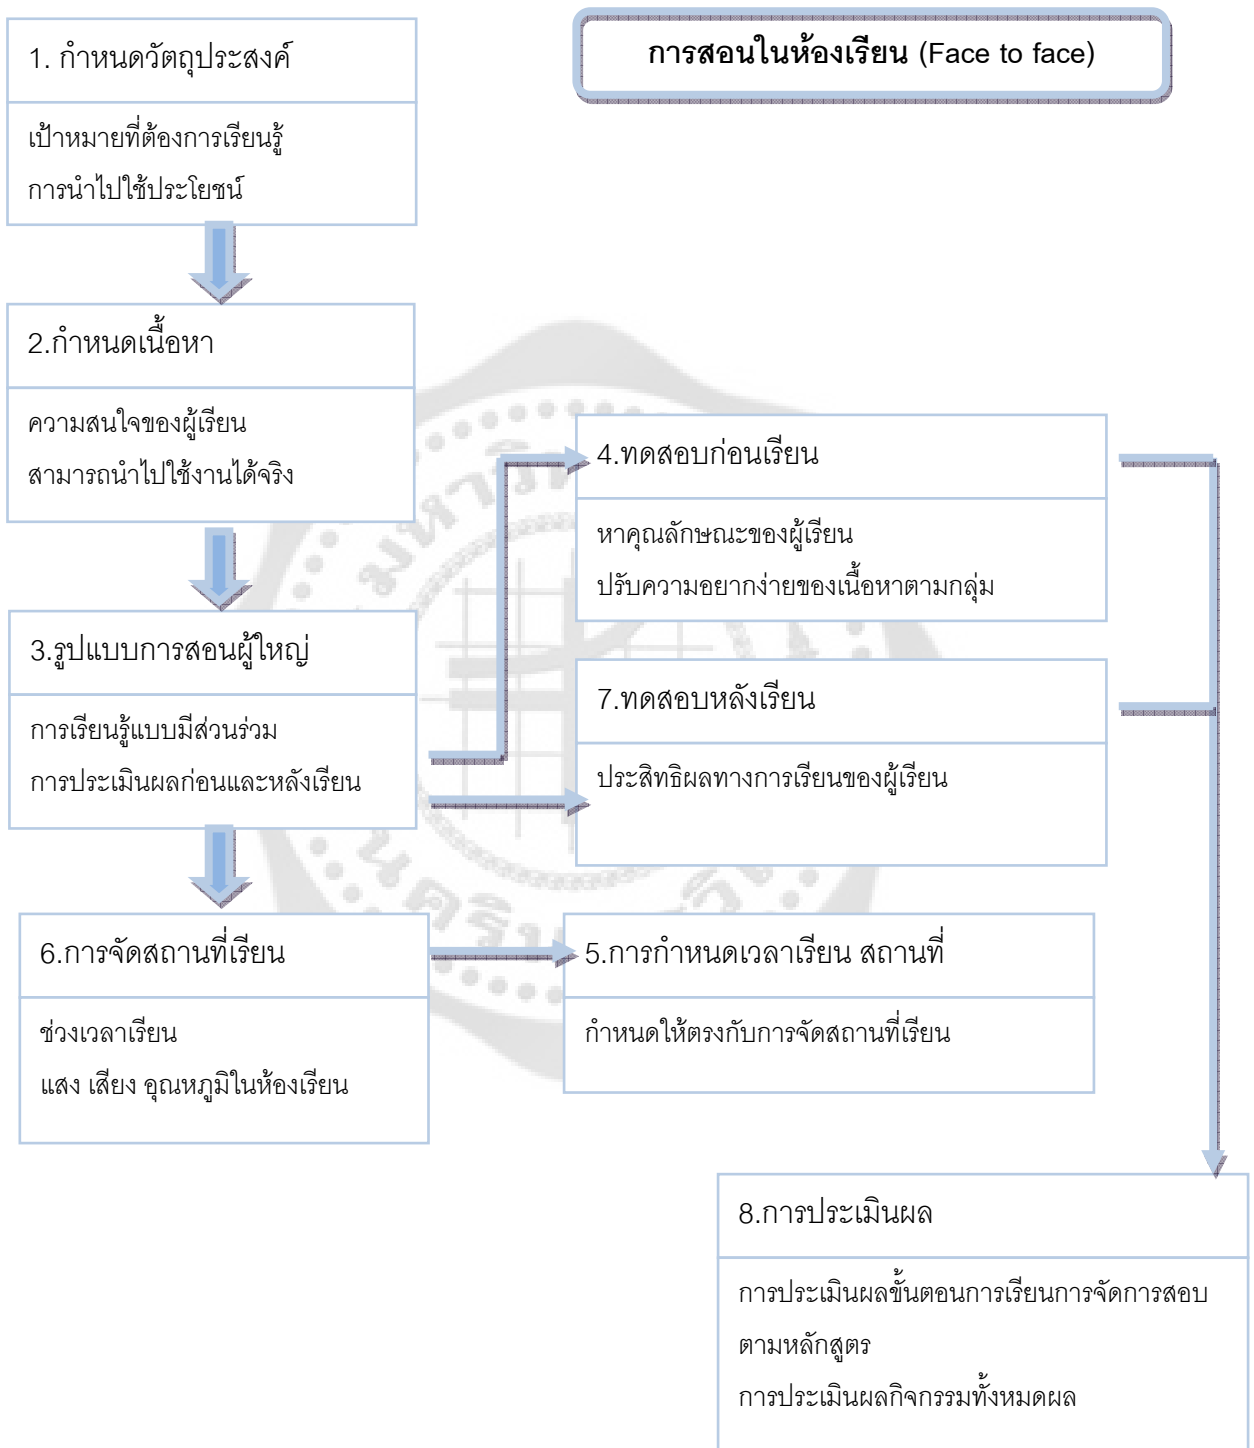 การสอนในห้องเรียน (Face to face)
1. กำหนดวัตถุประสงค์
เป้าหมายที่ต้องการเรียนรู้
การนำไปใช้ประโยชน์
2.กำหนดเนื้อหา
ความสนใจของผู้เรียน
สามารถนำไปใช้งานได้จริง
3.รูปแบบการสอนผู้ใหญ่
การเรียนรู้แบบมีส่วนร่วม
การประเมินผลก่อนและหลังเรียน
4.ทดสอบก่อนเรียน
หาคุณลักษณะของผู้เรียน
ปรับความอยากง่ายของเนื้อหาตามกลุ่ม
7.ทดสอบหลังเรียน
ประสิทธิผลทางการเรียนของผู้เรียน
6.การจัดสถานที่เรียน
ช่วงเวลาเรียน
แสง เสียง อุณหภูมิในห้องเรียน
5.การกำหนดเวลาเรียน สถานที่
กำหนดให้ตรงกับการจัดสถานที่เรียน
8.การประเมินผล
การประเมินผลขั้นตอนการเรียนการจัดการสอบ
ตามหลักสูตร
การประเมินผลกิจกรรมทั้งหมดผล